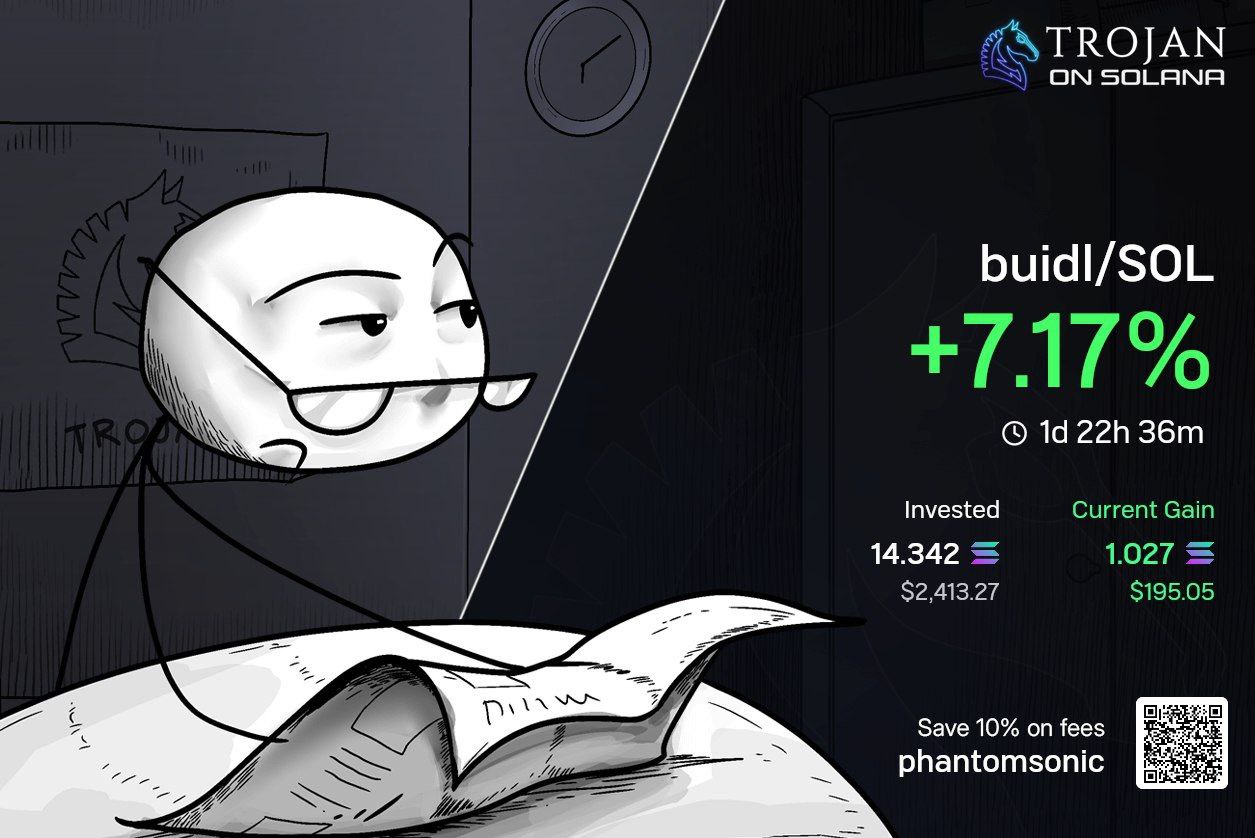 TROJAN
ON SOLANA
buidl/SOL
+7.17%
1d 22h 36m
Invested
Current Gain
14.342
1.027
$2,413.27
$195.05
Save 10% on fees
phantomsonic